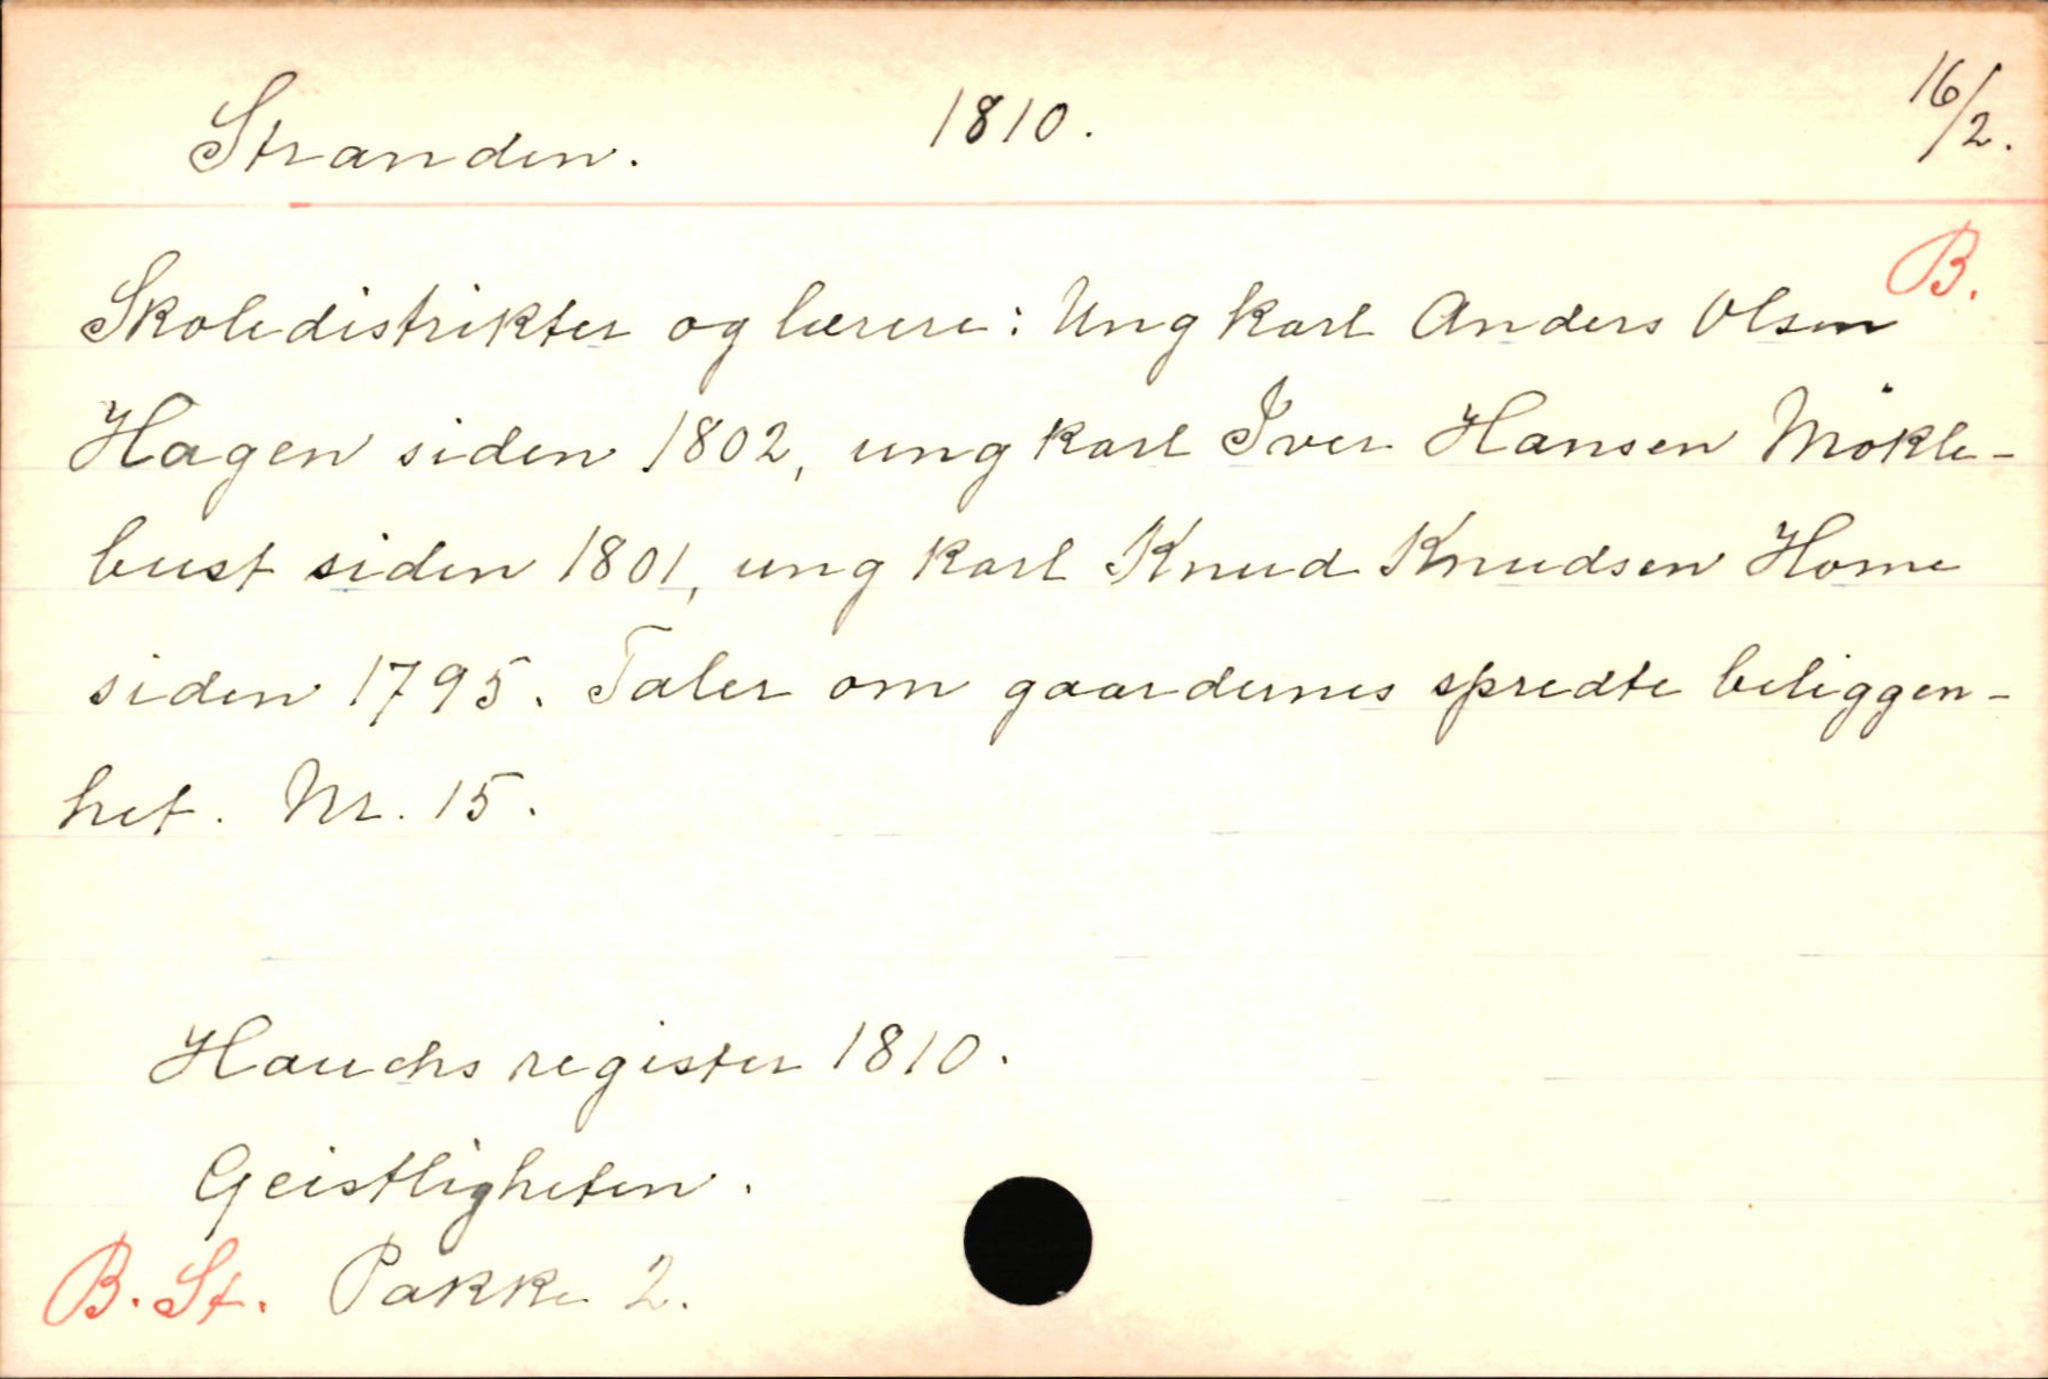 Stranden. 1810. 16/2.
B.
Skoledistrikter og lærere: Ungkarl Anders Olsen
Hagen siden 1802, ungkarl Iver Hansen Mökle-
bust siden 1801, ungkarl Knud Knudsen Home
siden 1795. Taler om gaardernes spredte beliggen-
het. Nr. 15.
Hauchs register 1810.
Geistligheten.
B. St. Pakke 2.